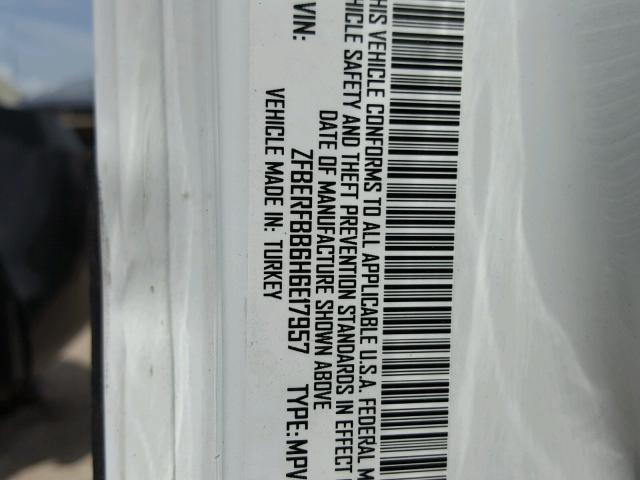 HIS VEHICLE CONFORMS TO ALL APPLICABLE U.S.A. FEDERAL M
VEHICLE SAFETY AND THEFT PREVENTION STANDARDS IN EFFECT
DATE OF MANUFACTURE SHOWN ABOVE
VIN: ZFBERFBB6H6E17957 TYPE: MPV
VEHICLE MADE IN: TURKEY